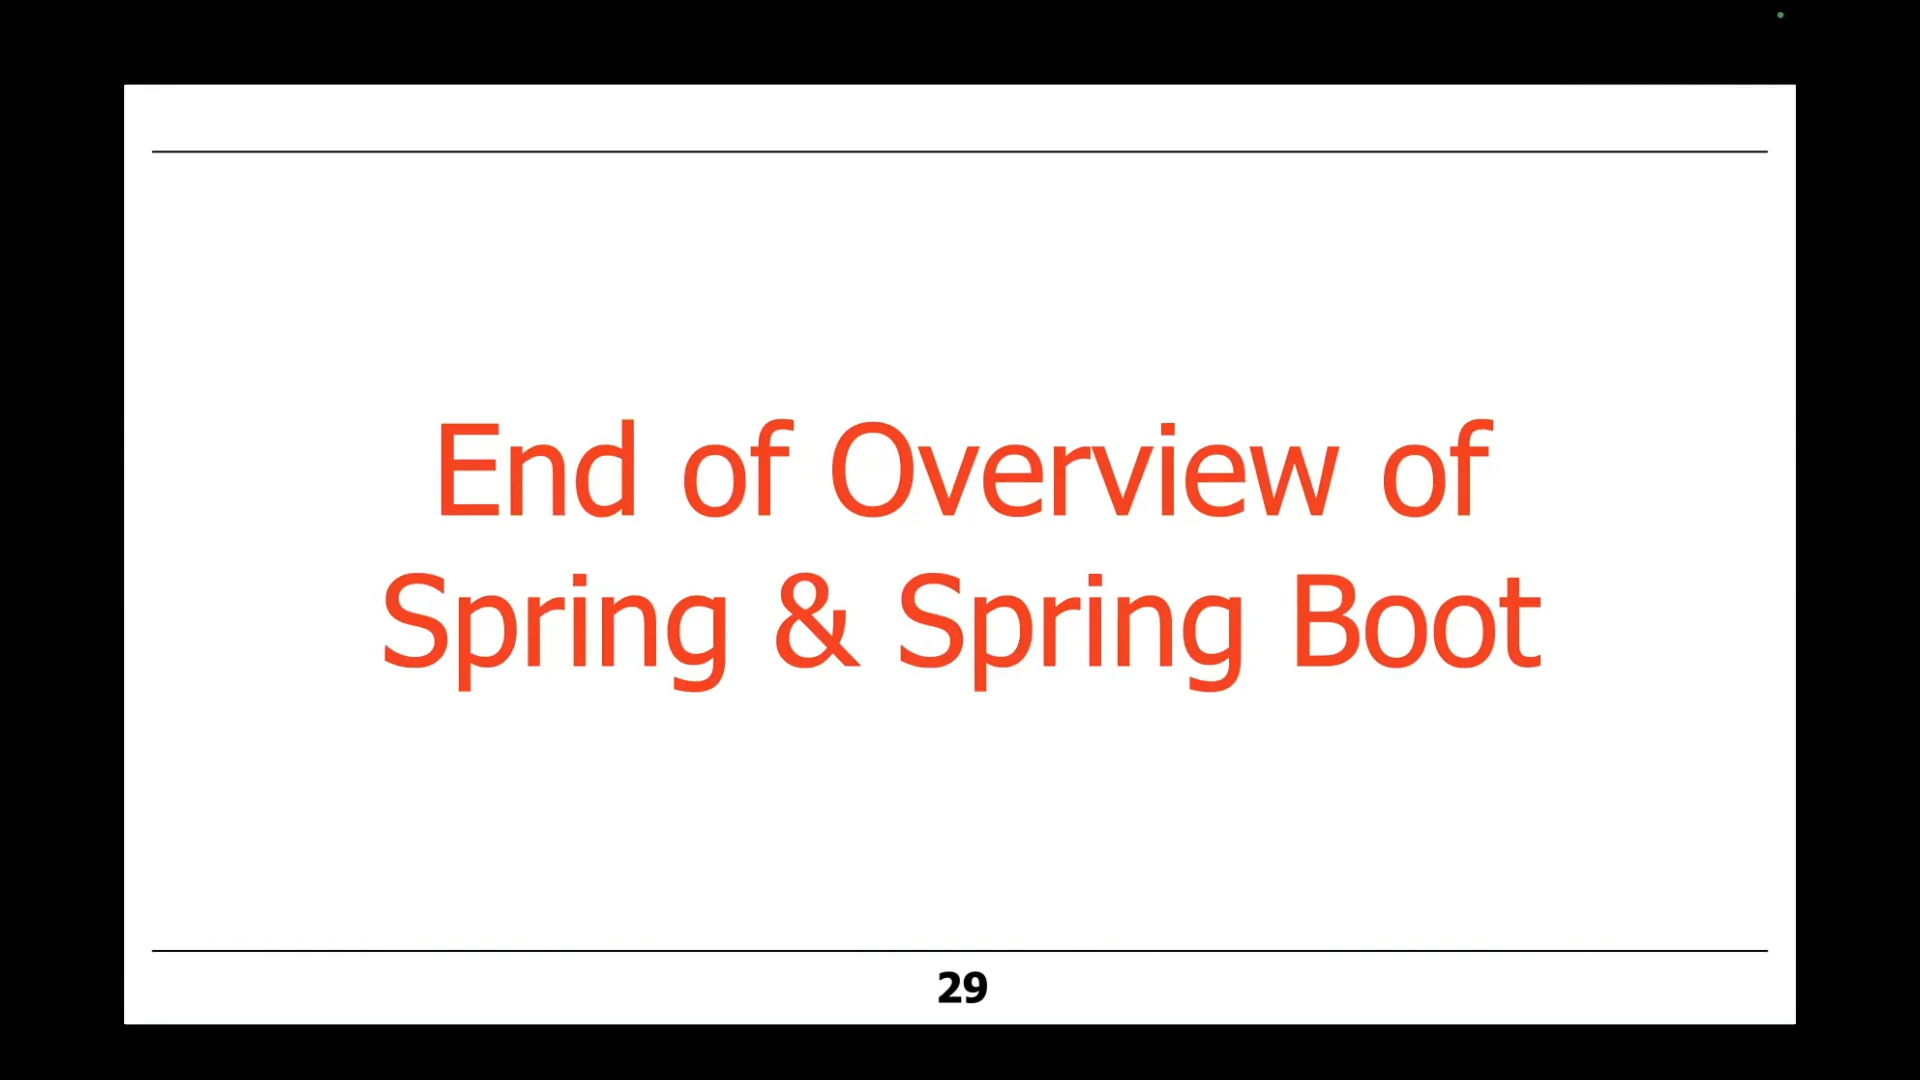 End of Overview of
Spring & Spring Boot
29